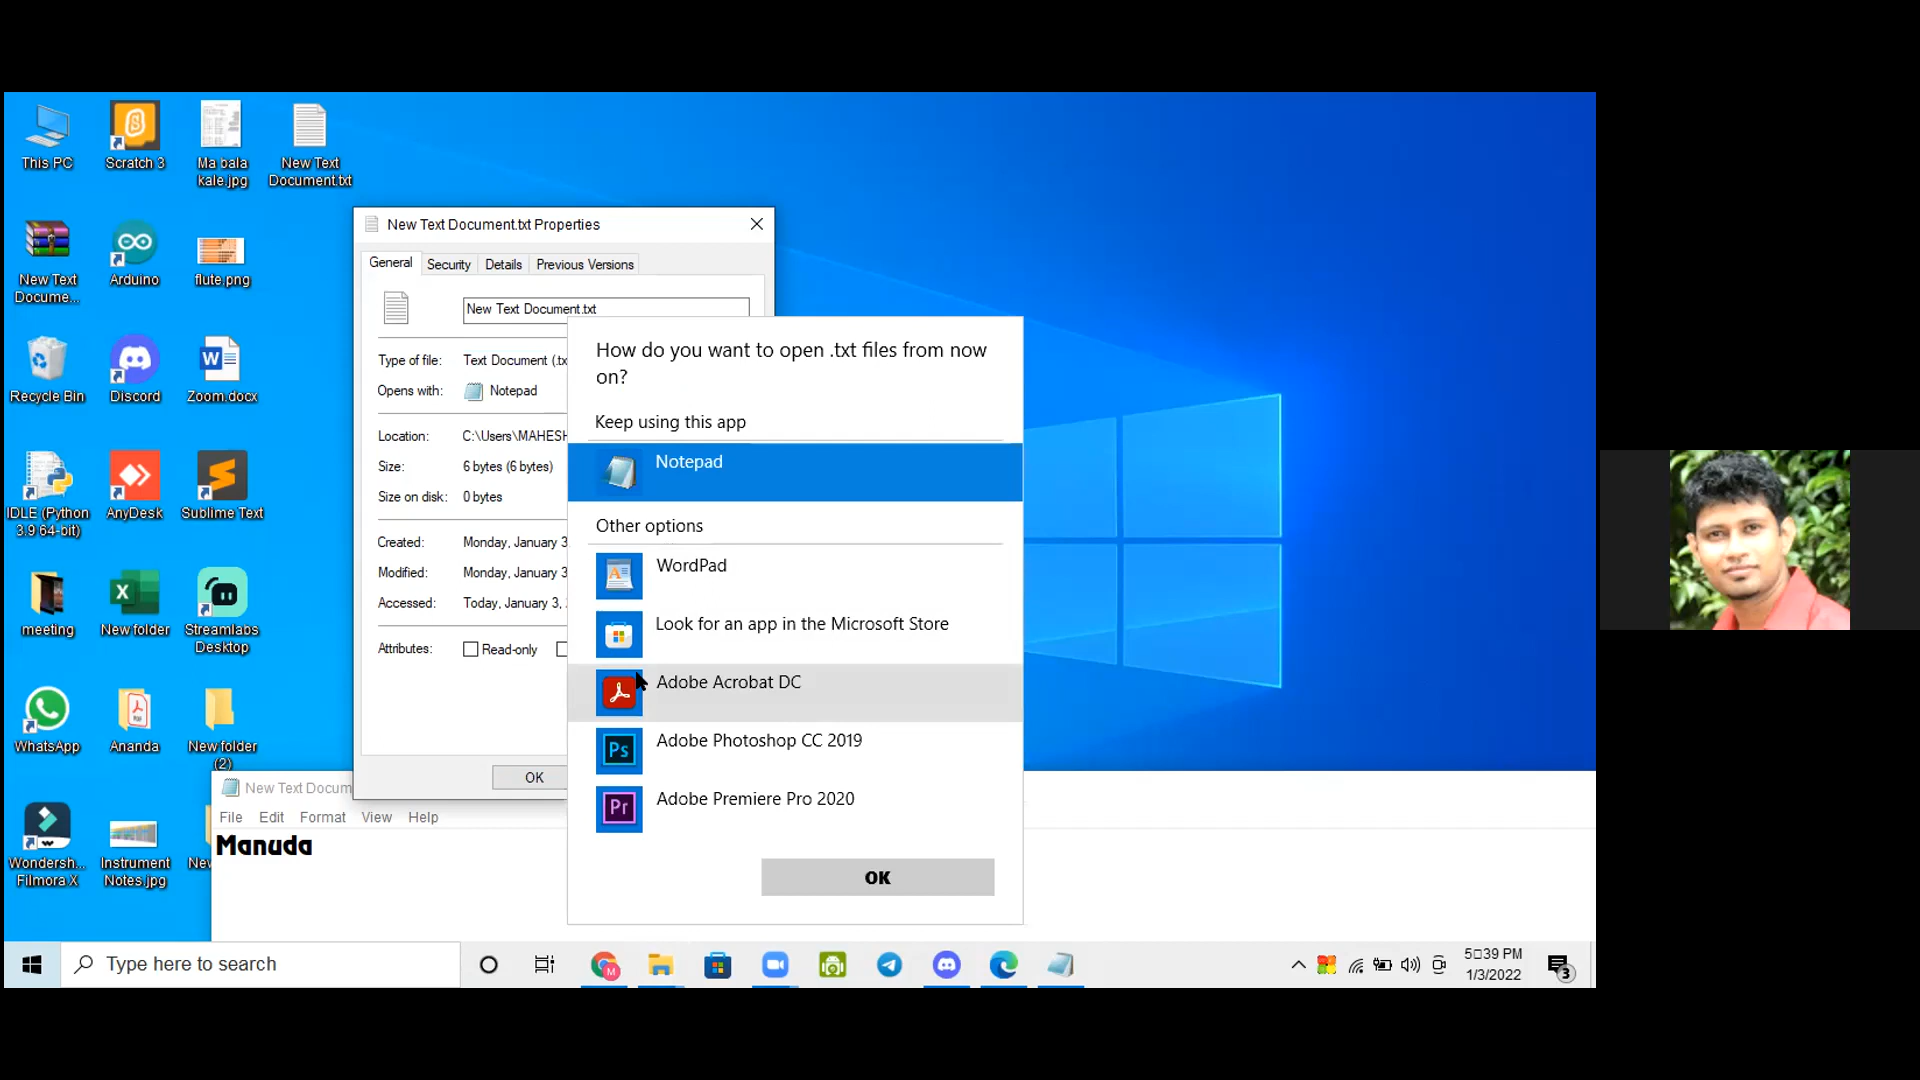 This PC
Scratch 3
Ma bala
kale.jpg
New Text
Document.txt
New Text
Docume...
Arduino
flute.png
Recycle Bin
Discord
Zoom.docx
IDLE (Python
3.9 64-bit)
AnyDesk
Sublime Text
meeting
New folder
Streamlabs
Desktop
WhatsApp
Ananda
New folder
(2)
Wondersh...
Filmora X
Instrument
Notes.jpg
New Text Document.txt Properties
General
Security
Details
Previous Versions
New Text Document.txt
Type of file:
Text Document (.tx
Opens with:
Notepad
Location:
C:\Users\MAHESH
Size:
6 bytes (6 bytes)
Size on disk:
0 bytes
Created:
Monday, January 3
Modified:
Monday, January 3
Accessed:
Today, January 3,
Attributes:
Read-only
OK
How do you want to open .txt files from now
on?
Keep using this app
Notepad
Other options
WordPad
Look for an app in the Microsoft Store
Adobe Acrobat DC
Ps
Adobe Photoshop CC 2019
Pr
Adobe Premiere Pro 2020
OK
New Text Docum
File Edit Format View Help
Manuda
Type here to search
5□39 PM
1/3/2022
3